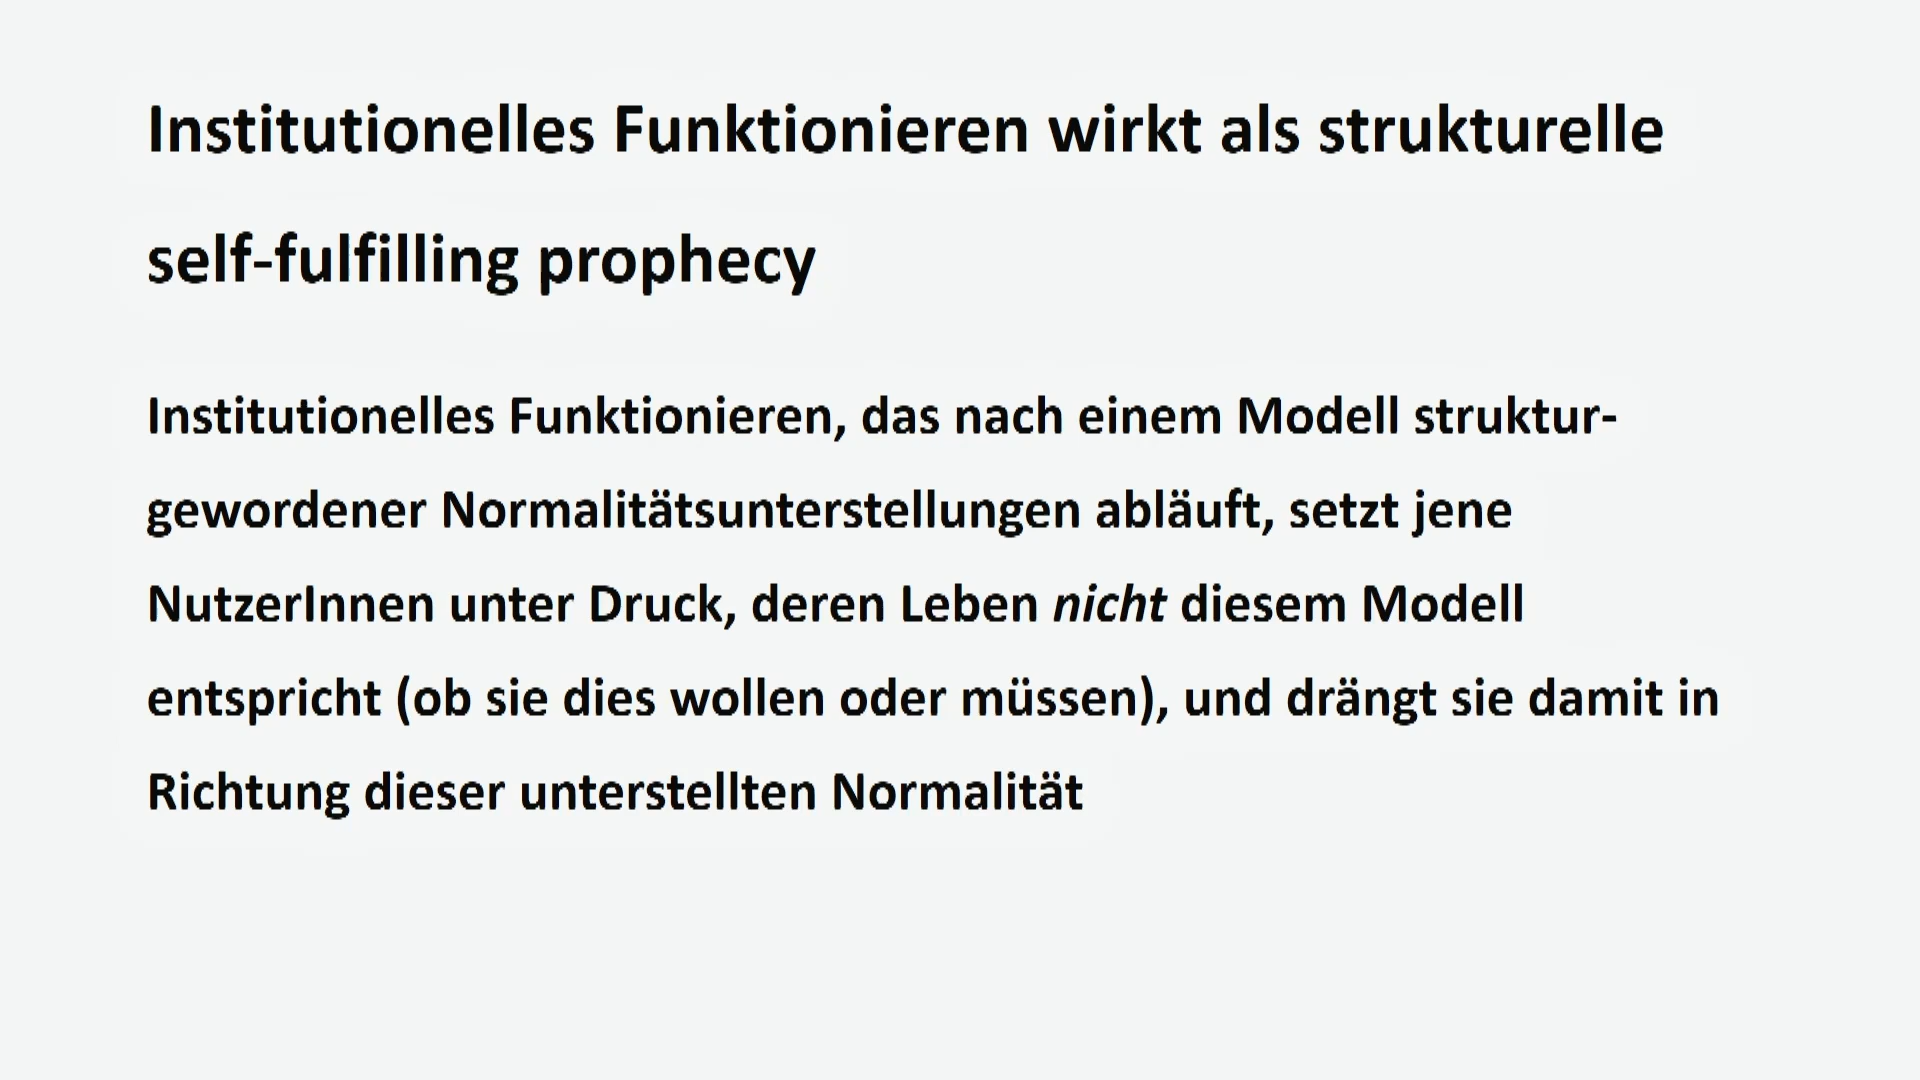 Institutionelles Funktionieren wirkt als strukturelle
self-fulfilling prophecy
Institutionelles Funktionieren, das nach einem Modell struktur-
gewordener Normalitätsunterstellungen abläuft, setzt jene
NutzerInnen unter Druck, deren Leben nicht diesem Modell
entspricht (ob sie dies wollen oder müssen), und drängt sie damit in
Richtung dieser unterstellten Normalität